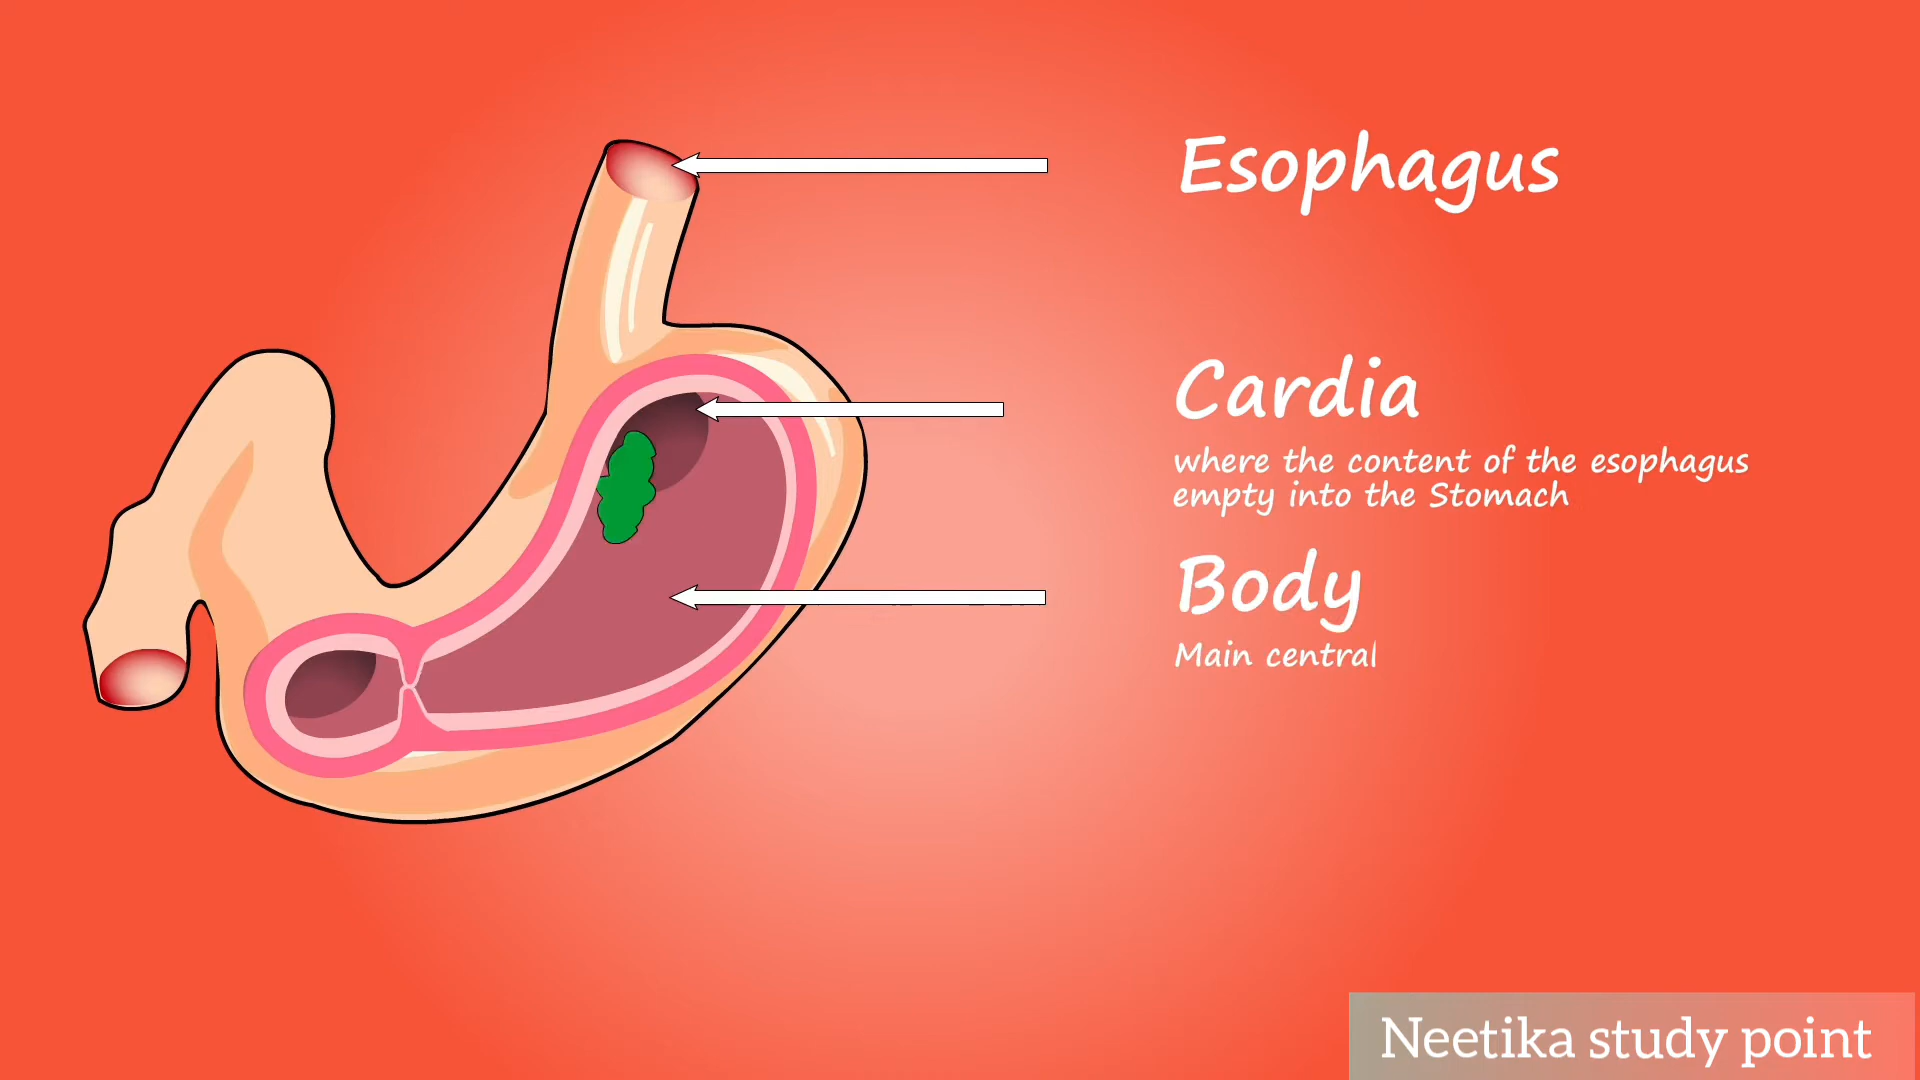 Esophagus
Cardia
where the content of the esophagus
empty into the Stomach
Body
Main central
Neetika study point